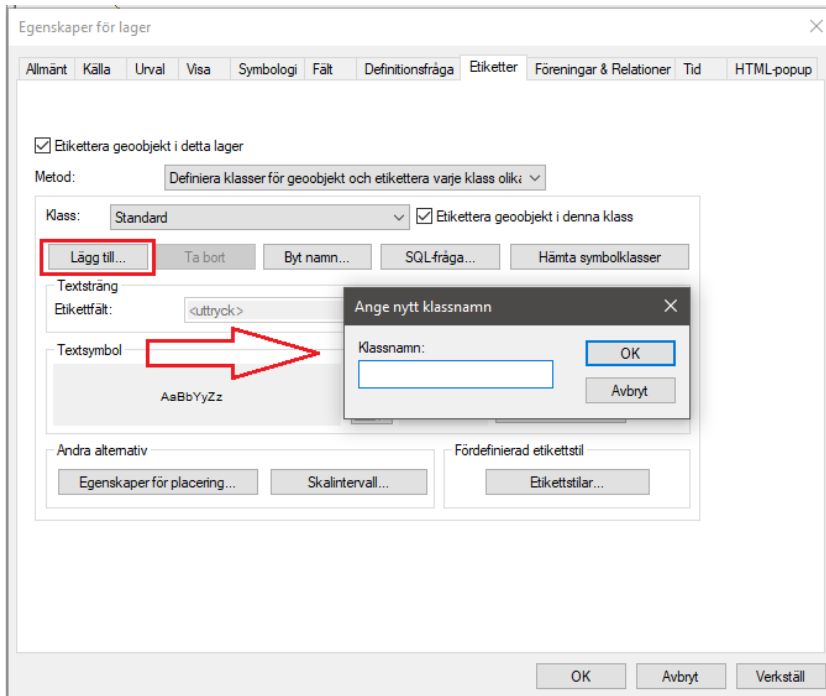 Egenskaper för lager
Allmänt Källa Urval Visa Symbologi Fält Definitionsfråga Etiketter Föreningar & Relationer Tid HTML-popup
Etikettera geoobjekt i detta lager
Metod: Definiera klasser för geoobjekt och etikettera varje klass olika
Klass: Standard Etikettera geoobjekt i denna klass
Lägg till... Ta bort Byt namn... SQL-fråga... Hämta symbolklasser
Textsträng
Etikettfält: <uttryck>
Ange nytt klassnamn
Klassnamn:
OK
Avbryt
Textsymbol
AaBbYyZz
Andra alternativ
Egenskaper för placering... Skalintervall...
Fördefinierad etikettstil
Etikettstilar...
OK Avbryt Verkställ